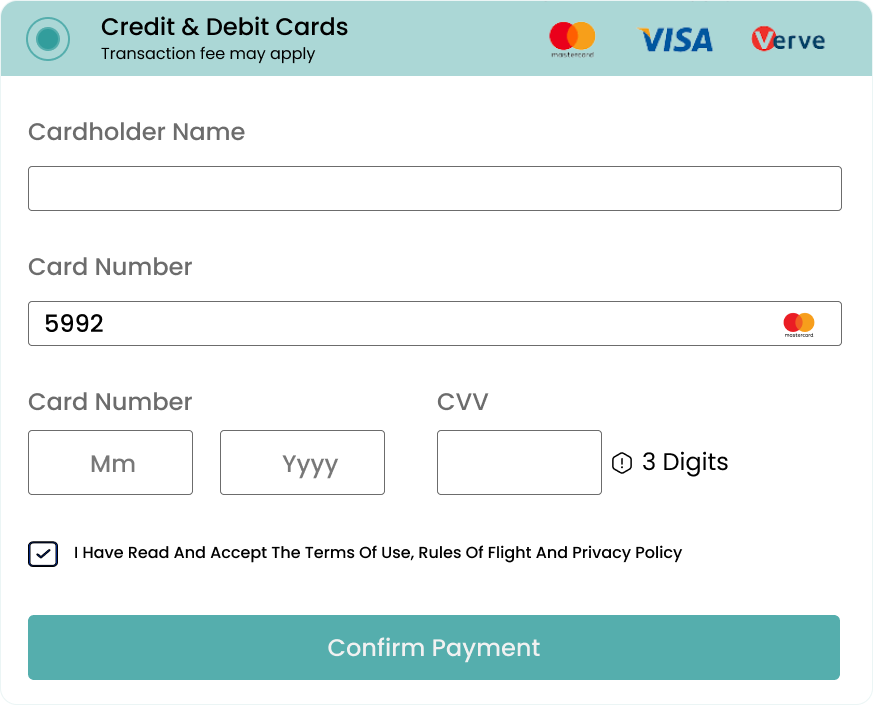 Credit & Debit Cards
Transaction fee may apply
mastercard
VISA
Verve
Cardholder Name
Card Number
5992
mastercard
Card Number
CVV
Mm
Yyyy
3 Digits
I Have Read And Accept The Terms Of Use, Rules Of Flight And Privacy Policy
Confirm Payment